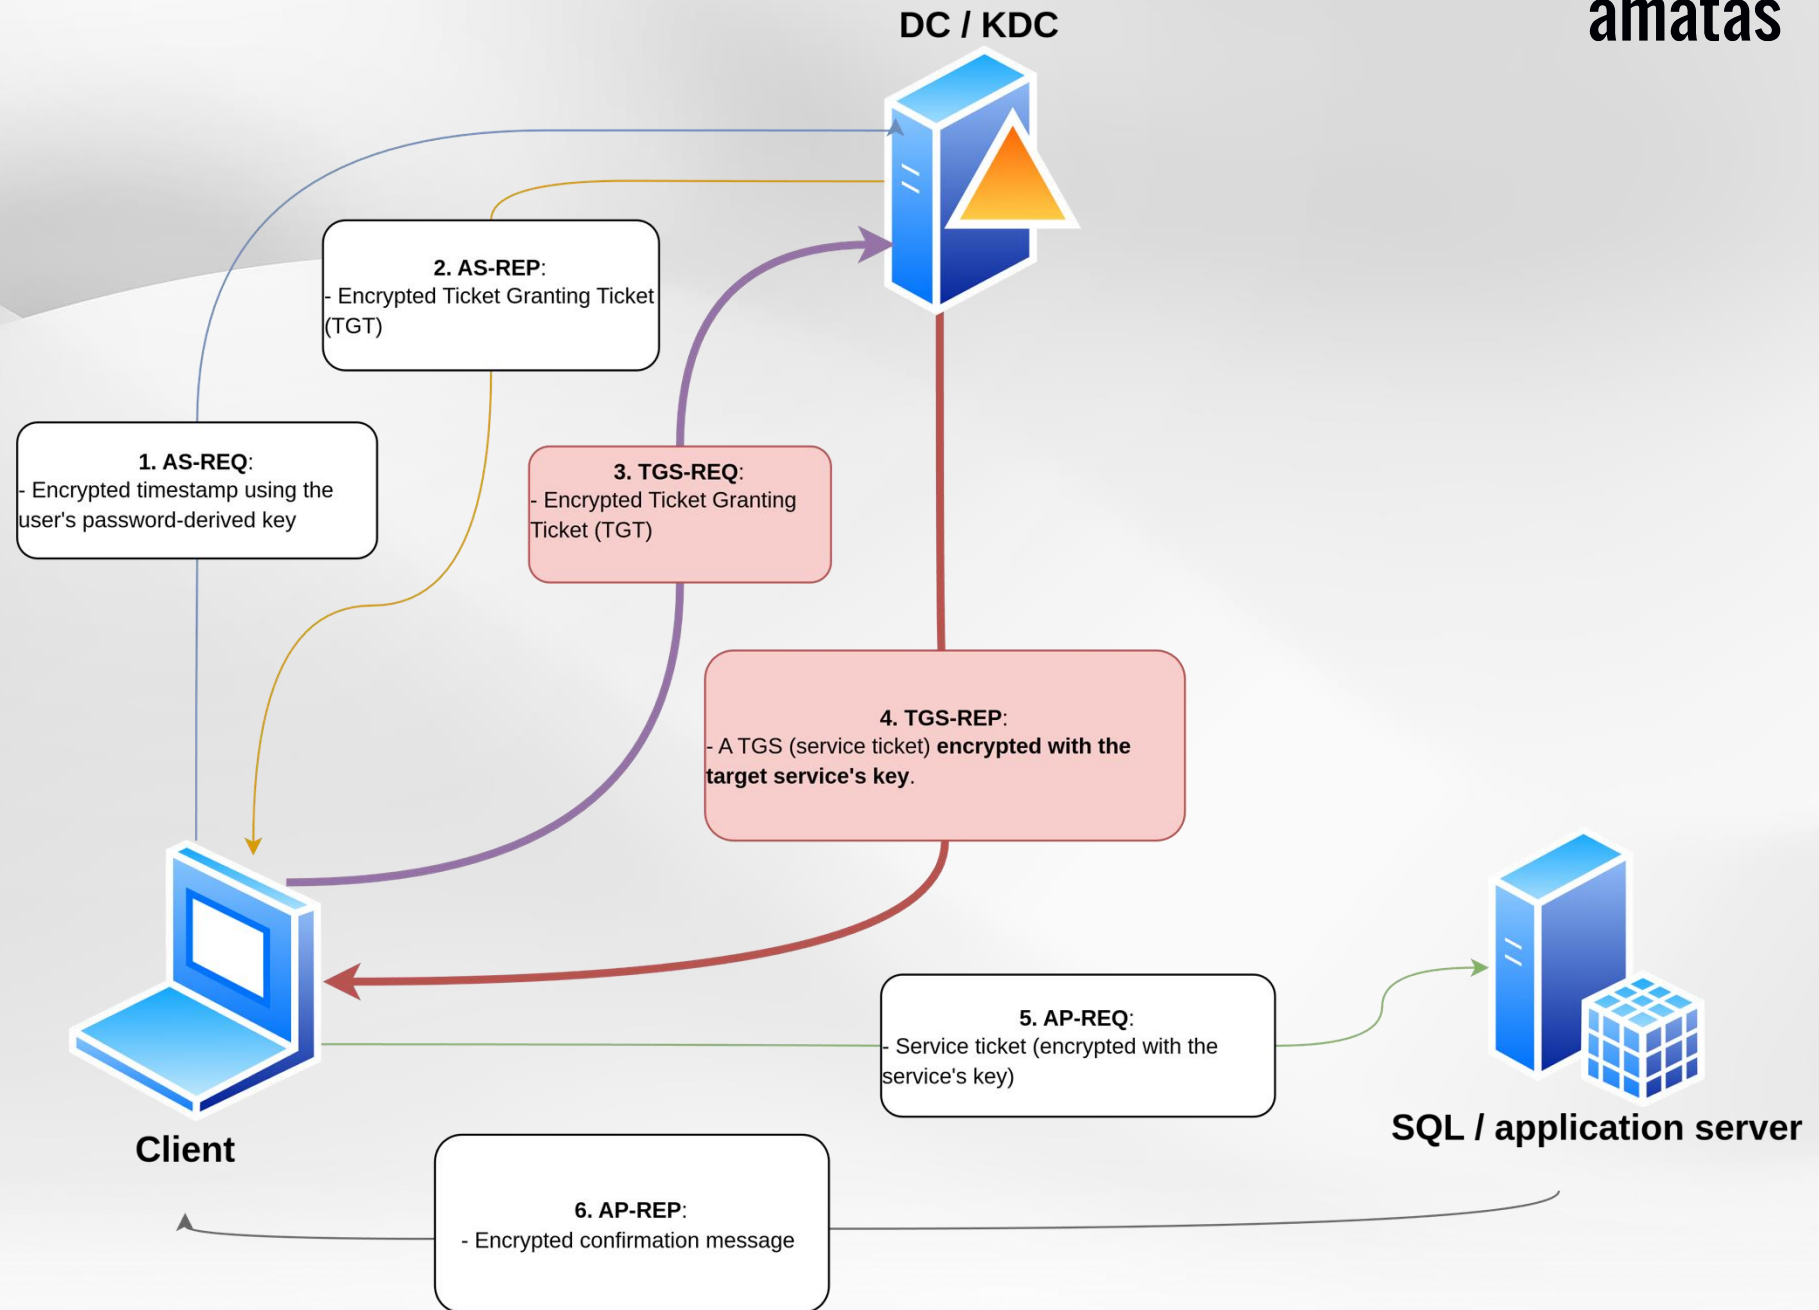 amatas
DC / KDC
2. AS-REP:
- Encrypted Ticket Granting Ticket
(TGT)
1. AS-REQ:
- Encrypted timestamp using the
user's password-derived key
3. TGS-REQ:
- Encrypted Ticket Granting
Ticket (TGT)
4. TGS-REP:
- A TGS (service ticket) encrypted with the
target service's key.
5. AP-REQ:
- Service ticket (encrypted with the
service's key)
SQL / application server
Client
6. AP-REP:
- Encrypted confirmation message